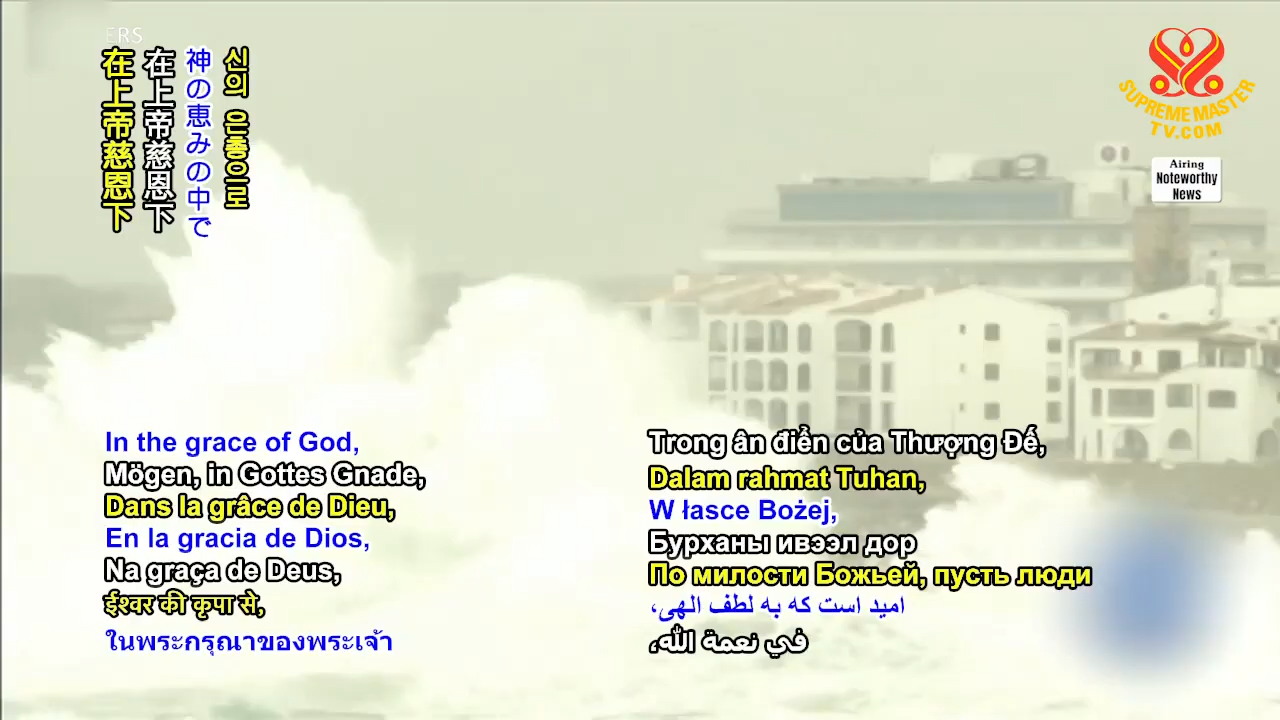 ERS
신의 은총으로
神の恵みの中で
在上帝慈恩下
在上帝慈恩下
SUPREME MASTER
TV.COM
Airing
Noteworthy
News
In the grace of God,
Mögen, in Gottes Gnade,
Dans la grâce de Dieu,
En la gracia de Dios,
Na graça de Deus,
ईश्वर की कृपा से,
ในพระกรุณาของพระเจ้า
Trong ân điển của Thượng Đế,
Dalam rahmat Tuhan,
W łasce Bożej,
Бурханы ивээл дор
По милости Божьей, пусть люди
امید است که به لطف الهی،
في نعمة الله،